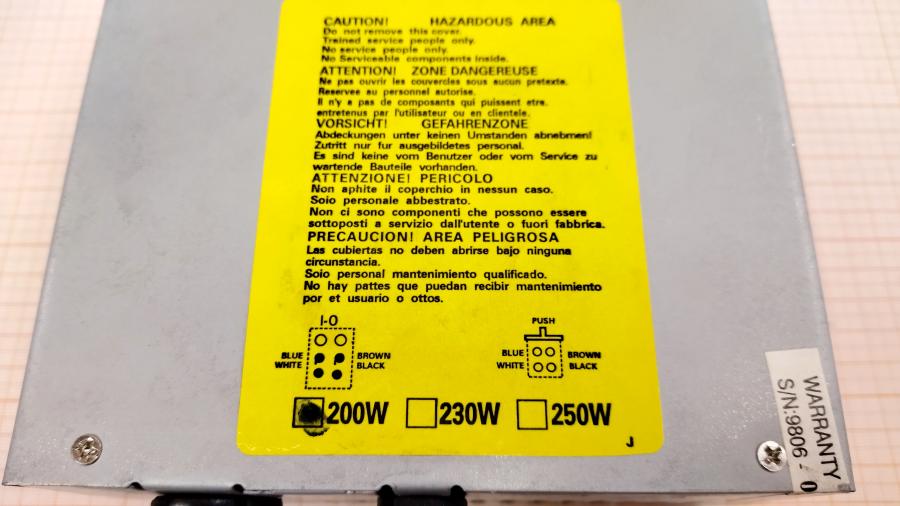 CAUTION! HAZARDOUS AREA
Do not remove this cover.
Trained service people only.
No service people only.
No Serviceable components inside.
ATTENTION! ZONE DANGEREUSE
Ne pas ouvrir les couvercles sous aucun pretexte.
Reservee au personnel autorise.
Il n'y a pas de composants qui puissent etre.
entretenus par l'utilisateur ou en clientele.
VORSICHT! GEFAHRENZONE
Abdeckungen unter keinen Umstanden abnebmen!
Zutritt nur fur ausgebildetes personal.
Es sind keine vom Benutzer oder vom Service zu
wartende Bauteile vorhanden.
ATTENZIONE! PERICOLO
Non aphite il coperchio in nessun caso.
Soio personale abbestrato.
Non ci sono componenti che possono essere
sottoposti a servizio dall'utente o fuori fabbrica.
PRECAUCION! AREA PELIGROSA
Las cubiertas no deben abrirse bajo ninguna
circunstancia.
Soio personal mantenimiento qualificado.
No hay pattes que puedan recibir mantenimiento
por et usuario o ottos.
I-O
BLUE BROWN
WHITE BLACK
PUSH
BLUE BROWN
WHITE BLACK
200W 230W 250W
J
WARRANTY
S/N:9806